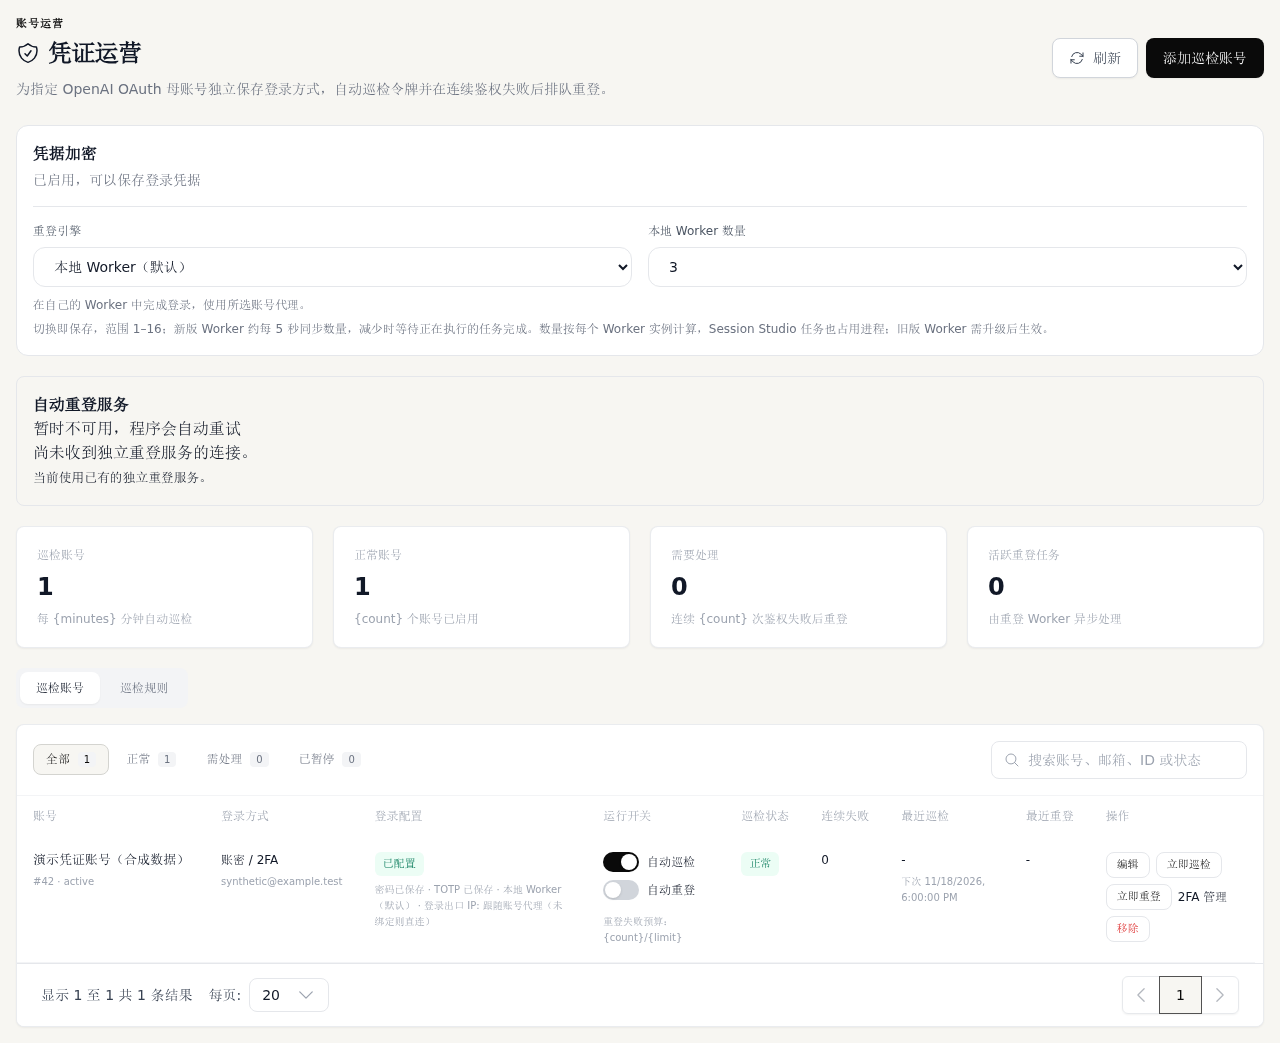 账号运营
凭证运营
刷新
添加巡检账号
为指定 OpenAI OAuth 母账号独立保存登录方式，自动巡检令牌并在连续鉴权失败后排队重登。
凭据加密
已启用，可以保存登录凭据
重登引擎
本地 Worker 数量
本地 Worker（默认）
3
在自己的 Worker 中完成登录，使用所选账号代理。
切换即保存，范围 1–16；新版 Worker 约每 5 秒同步数量，减少时等待正在执行的任务完成。数量按每个 Worker 实例计算，Session Studio 任务也占用进程；旧版 Worker 需升级后生效。
自动重登服务
暂时不可用，程序会自动重试
尚未收到独立重登服务的连接。
当前使用已有的独立重登服务。
巡检账号
1
每 {minutes} 分钟自动巡检
正常账号
1
{count} 个账号已启用
需要处理
0
连续 {count} 次鉴权失败后重登
活跃重登任务
0
由重登 Worker 异步处理
巡检账号
巡检规则
全部 1
正常 1
需处理 0
已暂停 0
搜索账号、邮箱、ID 或状态
账号
登录方式
登录配置
运行开关
巡检状态
连续失败
最近巡检
最近重登
操作
演示凭证账号（合成数据）
#42 · active
账密 / 2FA
synthetic@example.test
已配置
密码已保存 · TOTP 已保存 · 本地 Worker
（默认） · 登录出口 IP: 跟随账号代理（未
绑定则直连）
自动巡检
自动重登
重登失败预算：
{count}/{limit}
正常
0
-
下次 11/18/2026,
6:00:00 PM
-
编辑
立即巡检
立即重登
2FA 管理
移除
显示 1 至 1 共 1 条结果
每页:
20
1